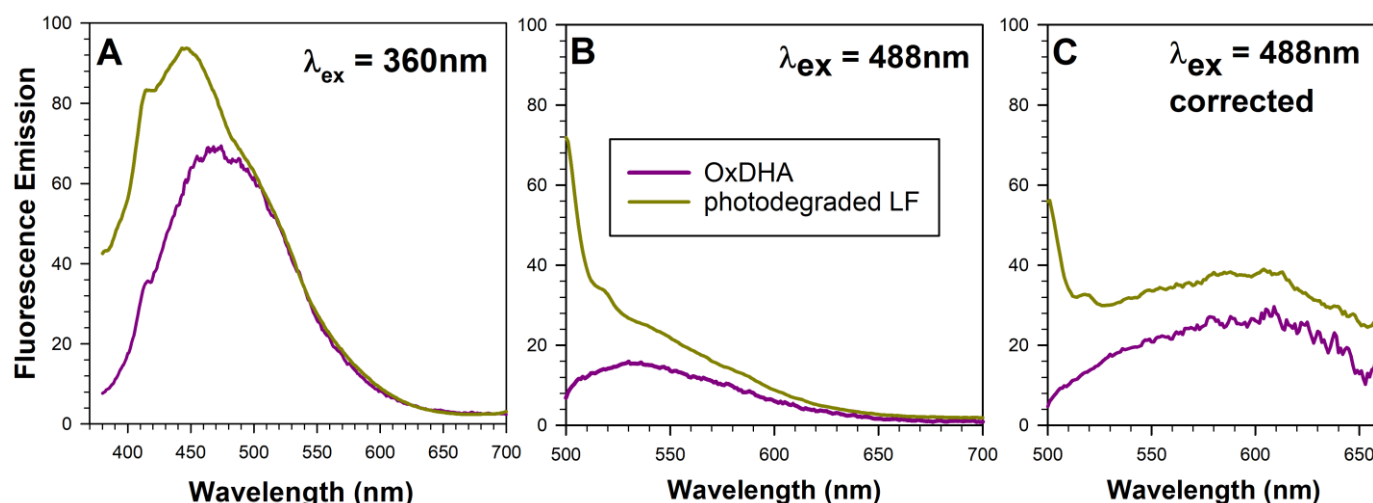 A
λex = 360nm
100
80
60
40
20
0
Fluorescence Emission
400 450 500 550 600 650 700
Wavelength (nm)
B
λex = 488nm
100
80
60
40
20
0
OxDHA
photodegraded LF
500 550 600 650 700
Wavelength (nm)
C
λex = 488nm
corrected
100
80
60
40
20
0
500 550 600 650
Wavelength (nm)